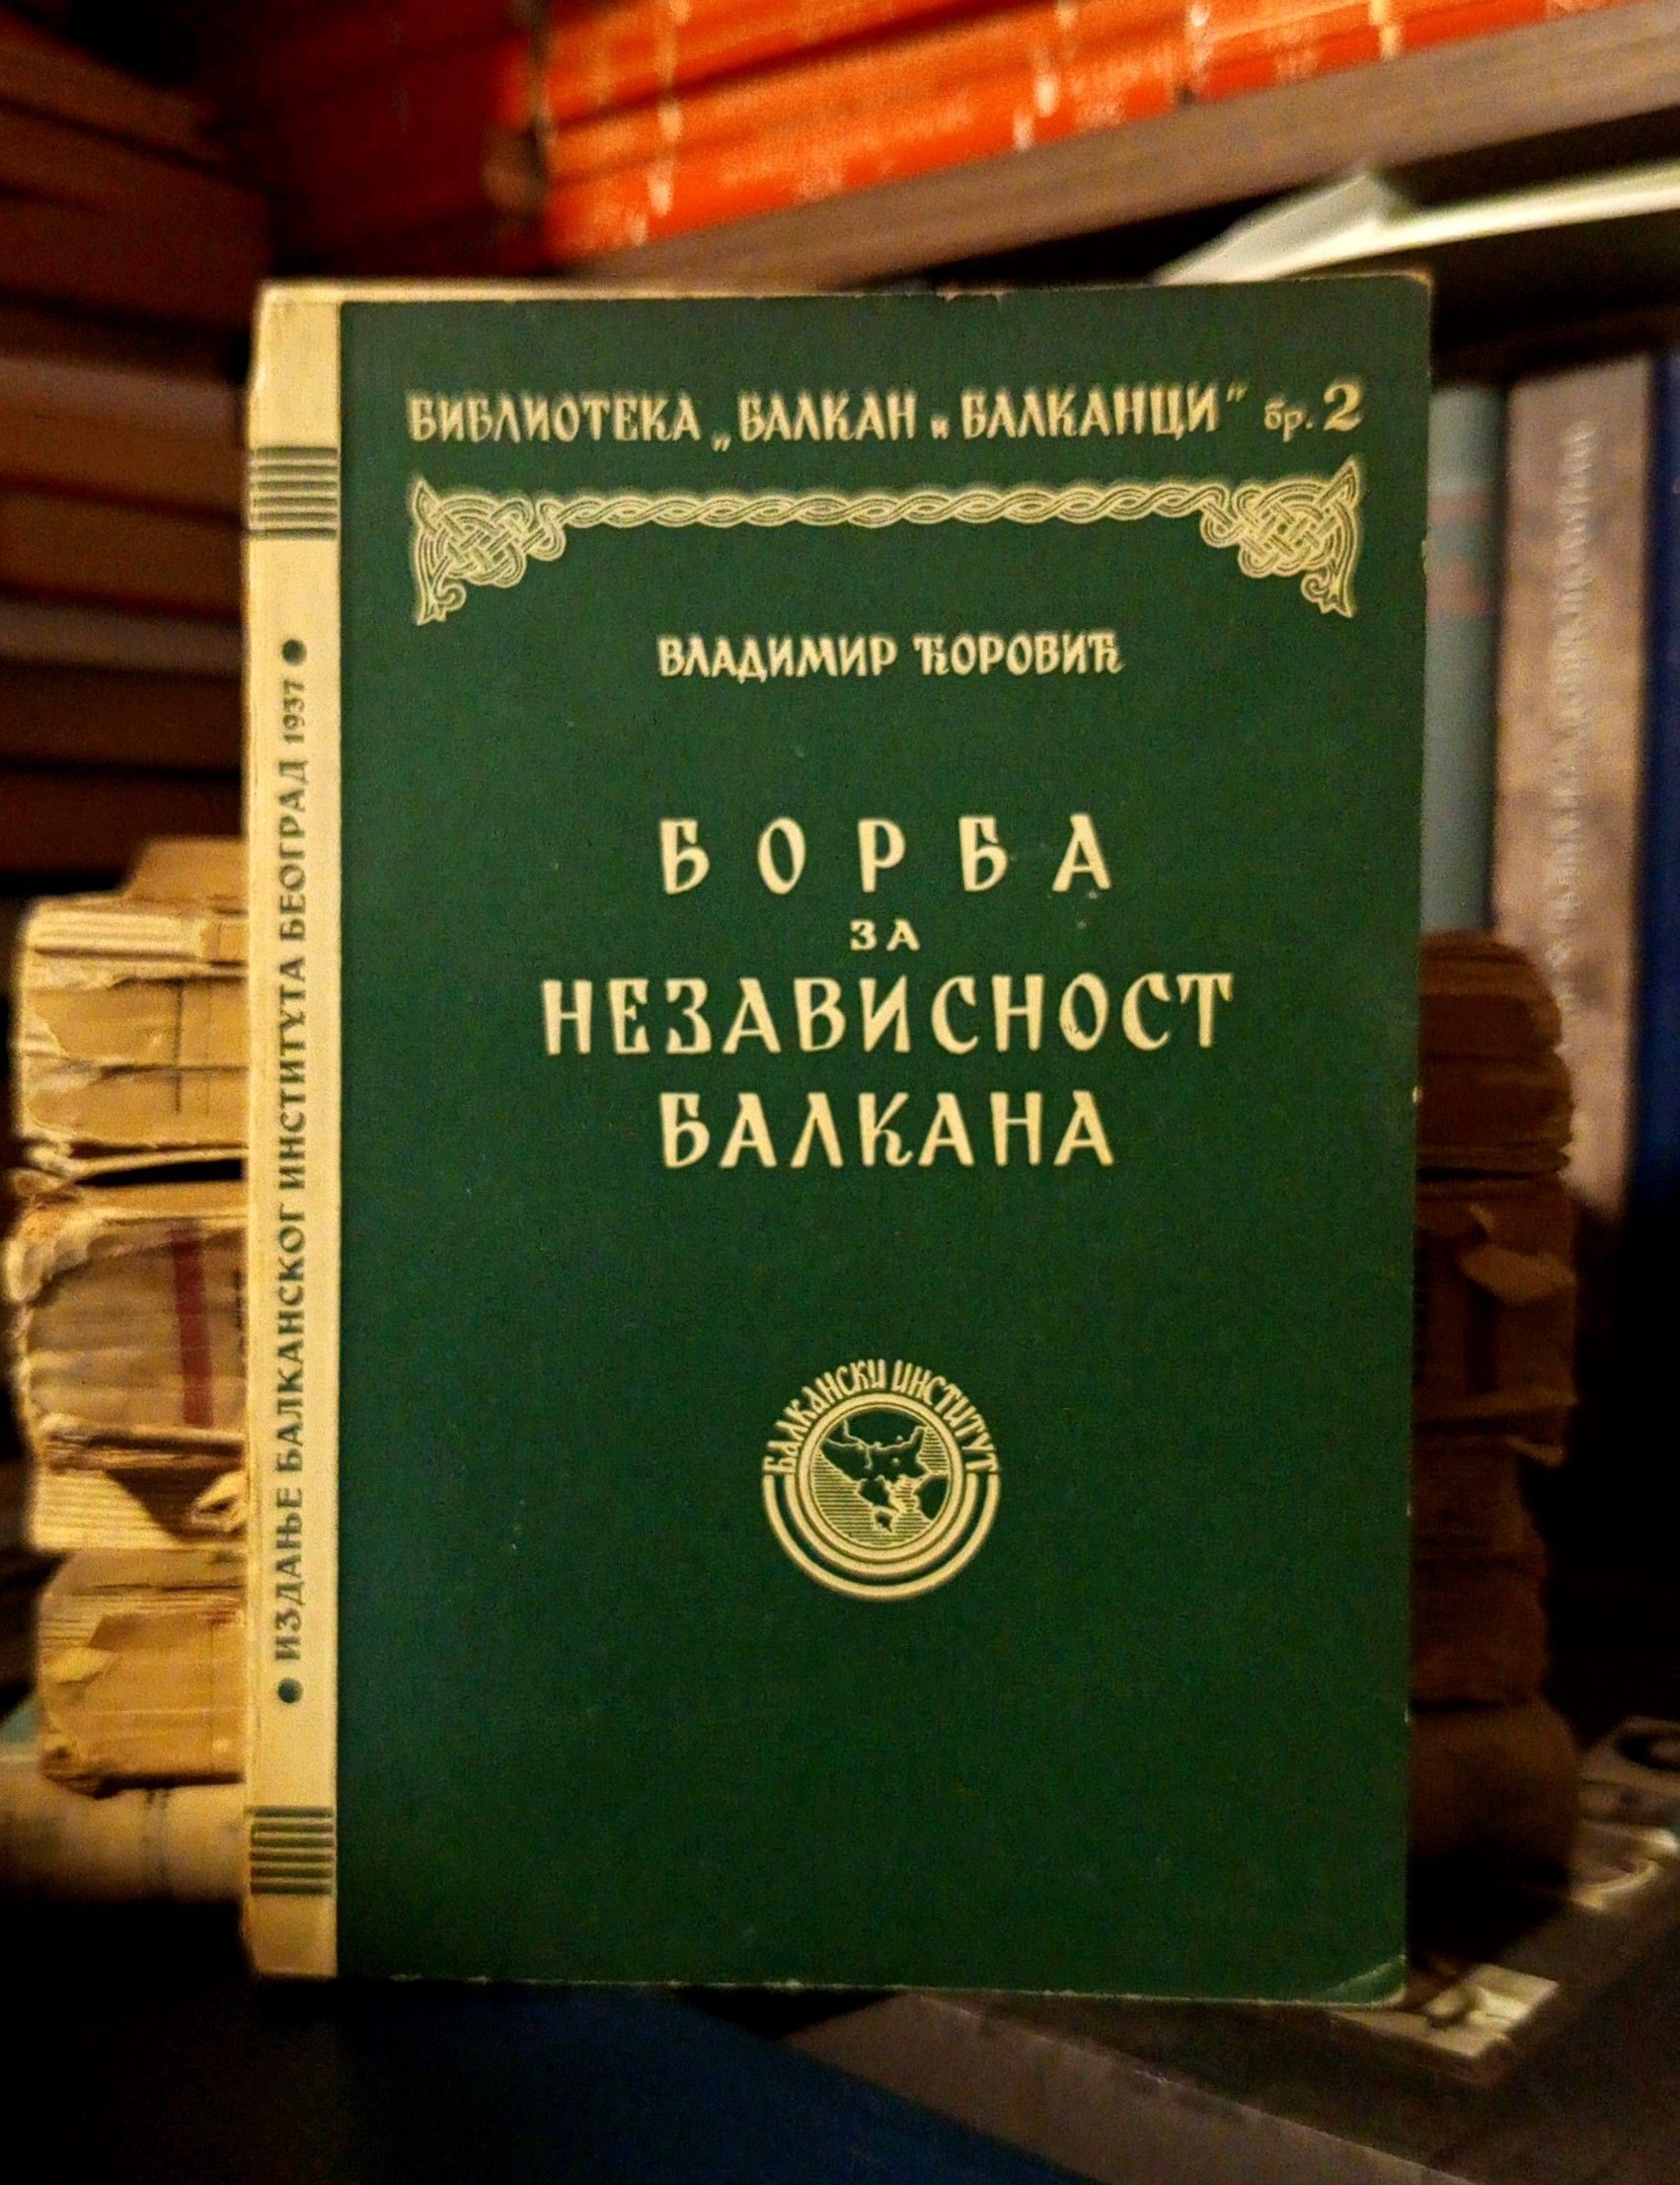 БИБЛИОТЕКА „БАЛКАН и БАЛКАНЦИ" бр. 2
ВЛАДИМИР ЋОРОВИЋ
БОРБА
ЗА
НЕЗАВИСНОСТ
БАЛКАНА
БАЛКАНСКИ ИНСТИТУТ
● ИЗДАЊЕ БАЛКАНСКОГ ИНСТИТУТА БЕОГРАД 1937 ●